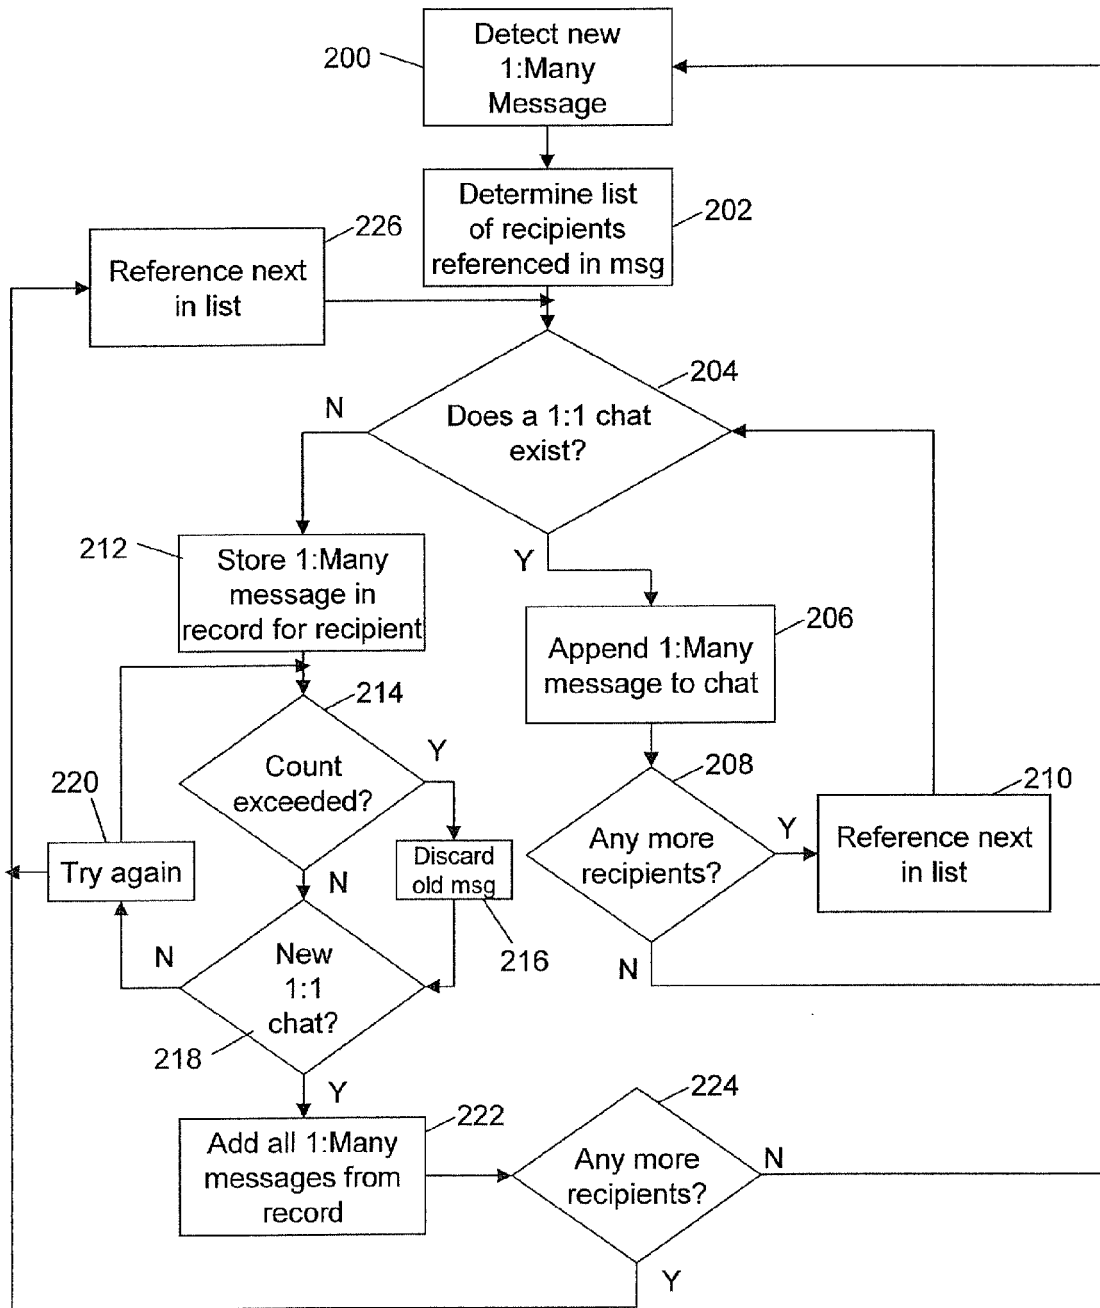 200
Detect new
1:Many
Message
Determine list
of recipients
referenced in msg
202
226
Reference next
in list
204
N
Does a 1:1 chat
exist?
Y
212
Store 1:Many
message in
record for recipient
206
Append 1:Many
message to chat
214
Y
Count
exceeded?
N
208
Any more
recipients?
Y
N
210
Reference next
in list
220
Try again
Discard
old msg
216
N
New
1:1
chat?
218
Y
222
Add all 1:Many
messages from
record
224
Any more
recipients?
N
Y